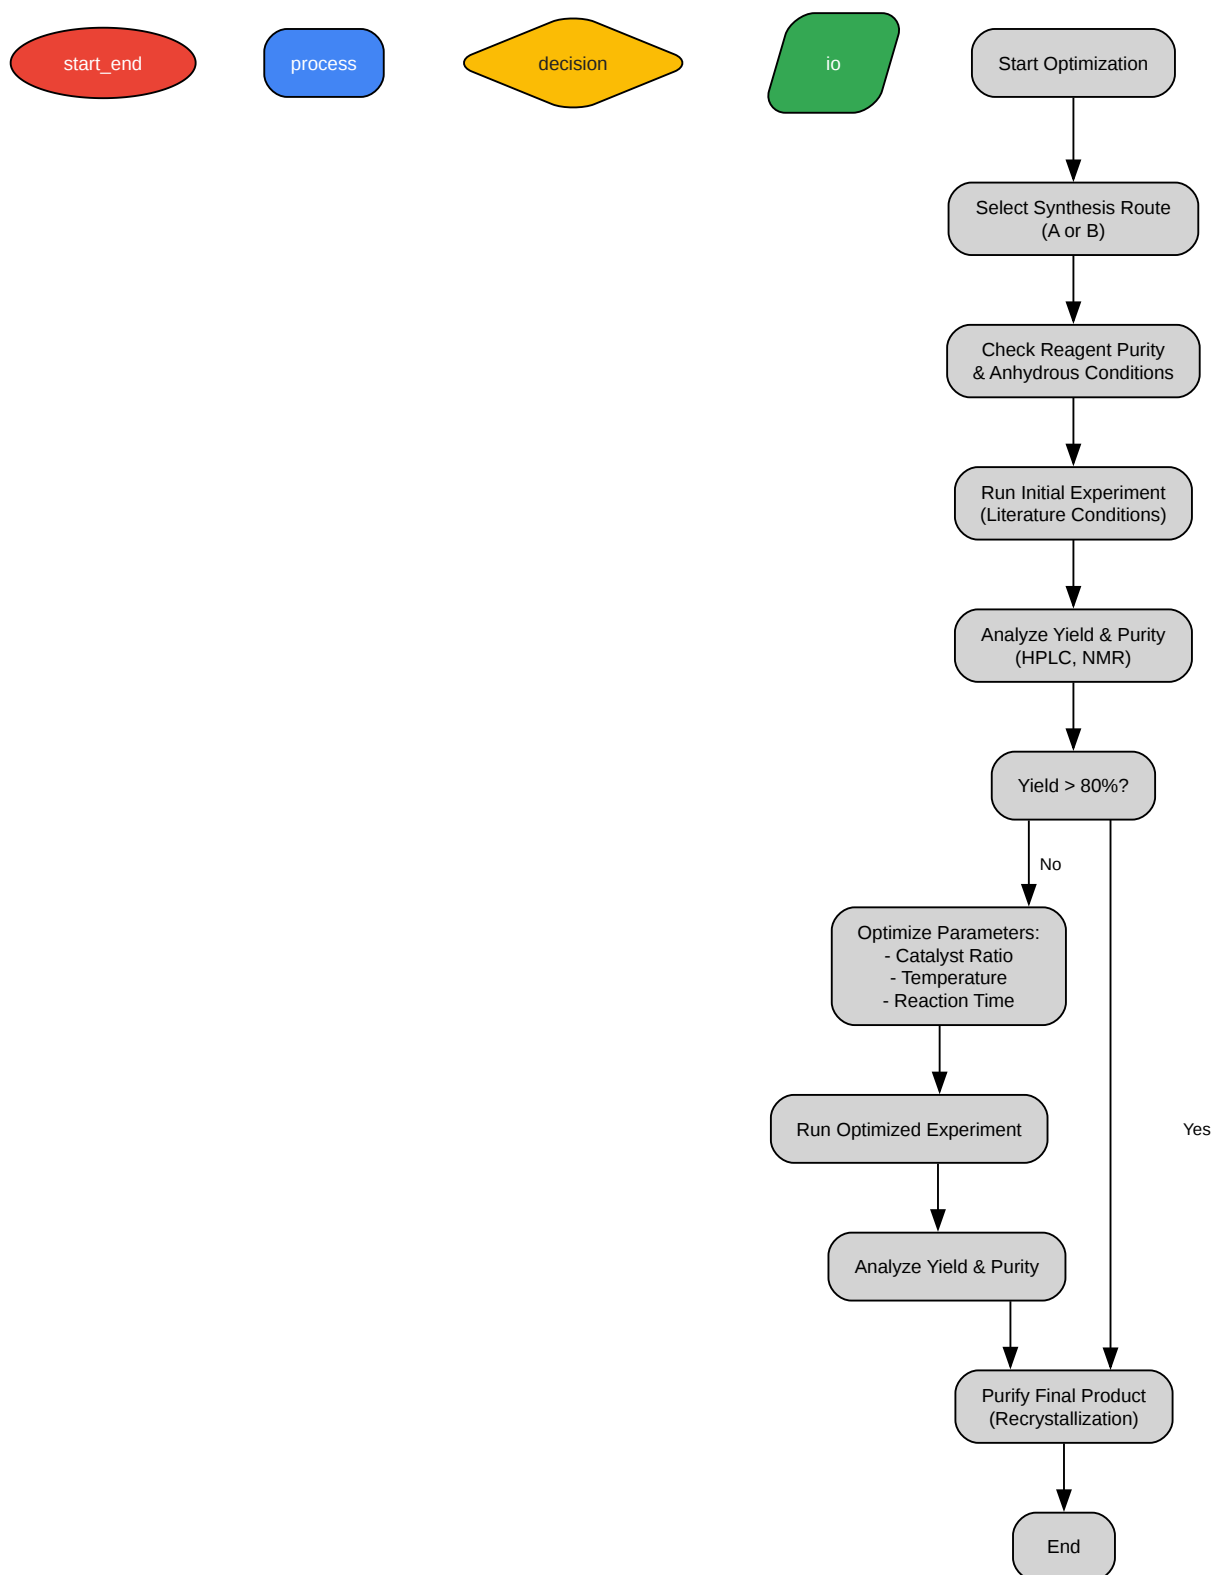 start_end
process
decision
io
Start Optimization
Select Synthesis Route
(A or B)
Check Reagent Purity
& Anhydrous Conditions
Run Initial Experiment
(Literature Conditions)
Analyze Yield & Purity
(HPLC, NMR)
Yield > 80%?
No
Optimize Parameters:
- Catalyst Ratio
- Temperature
- Reaction Time
Run Optimized Experiment
Yes
Analyze Yield & Purity
Purify Final Product
(Recrystallization)
End